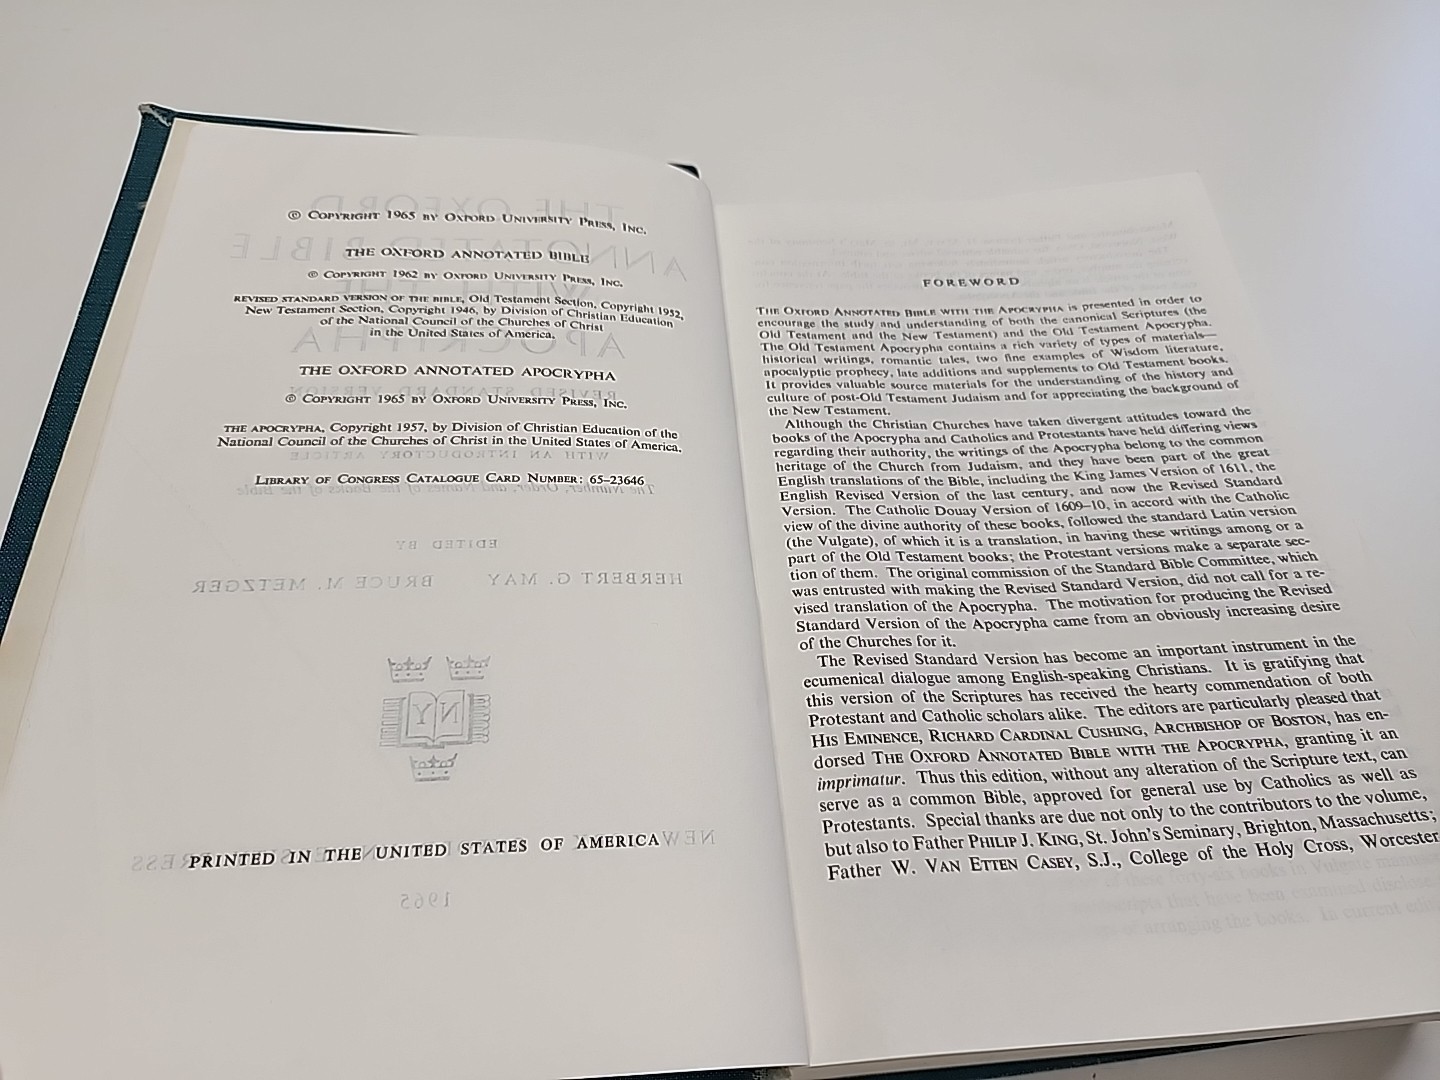 © COPYRIGHT 1965 BY OXFORD UNIVERSITY PRESS, INC.
THE OXFORD ANNOTATED BIBLE
© COPYRIGHT 1962 BY OXFORD UNIVERSITY PRESS, INC.
REVISED STANDARD VERSION OF THE BIBLE, Old Testament Section, Copyright 1952,
New Testament Section, Copyright 1946, by Division of Christian Education
of the National Council of the Churches of Christ
in the United States of America.
THE OXFORD ANNOTATED APOCRYPHA
© COPYRIGHT 1965 BY OXFORD UNIVERSITY PRESS, INC.
THE APOCRYPHA, Copyright 1957, by Division of Christian Education of the
National Council of the Churches of Christ in the United States of America.
LIBRARY OF CONGRESS CATALOGUE CARD NUMBER: 65-23646
PRINTED IN THE UNITED STATES OF AMERICA
FOREWORD
THE OXFORD ANNOTATED BIBLE WITH THE APOCRYPHA is presented in order to
encourage the study and understanding of both the canonical Scriptures (the
Old Testament and the New Testament) and the Old Testament Apocrypha.
The Old Testament Apocrypha contains a rich variety of types of materials—
historical writings, romantic tales, two fine examples of Wisdom literature,
apocalyptic prophecy, late additions and supplements to Old Testament books.
It provides valuable source materials for the understanding of the history and
culture of post-Old Testament Judaism and for appreciating the background of
the New Testament.
Although the Christian Churches have taken divergent attitudes toward the
books of the Apocrypha and Catholics and Protestants have held differing views
regarding their authority, the writings of the Apocrypha belong to the common
heritage of the Church from Judaism, and they have been part of the great
English translations of the Bible, including the King James Version of 1611, the
English Revised Version of the last century, and now the Revised Standard
Version. The Catholic Douay Version of 1609–10, in accord with the Catholic
view of the divine authority of these books, followed the standard Latin version
(the Vulgate), of which it is a translation, in having these writings among or a
part of the Old Testament books; the Protestant versions make a separate sec-
tion of them. The original commission of the Standard Bible Committee, which
was entrusted with making the Revised Standard Version, did not call for a re-
vised translation of the Apocrypha. The motivation for producing the Revised
Standard Version of the Apocrypha came from an obviously increasing desire
of the Churches for it.
The Revised Standard Version has become an important instrument in the
ecumenical dialogue among English-speaking Christians. It is gratifying that
this version of the Scriptures has received the hearty commendation of both
Protestant and Catholic scholars alike. The editors are particularly pleased that
HIS EMINENCE, RICHARD CARDINAL CUSHING, ARCHBISHOP OF BOSTON, has en-
dorsed THE OXFORD ANNOTATED BIBLE WITH THE APOCRYPHA, granting it an
imprimatur. Thus this edition, without any alteration of the Scripture text, can
serve as a common Bible, approved for general use by Catholics as well as
Protestants. Special thanks are due not only to the contributors to the volume,
but also to Father PHILIP J. KING, St. John's Seminary, Brighton, Massachusetts;
Father W. VAN ETTEN CASEY, S.J., College of the Holy Cross, Worcester